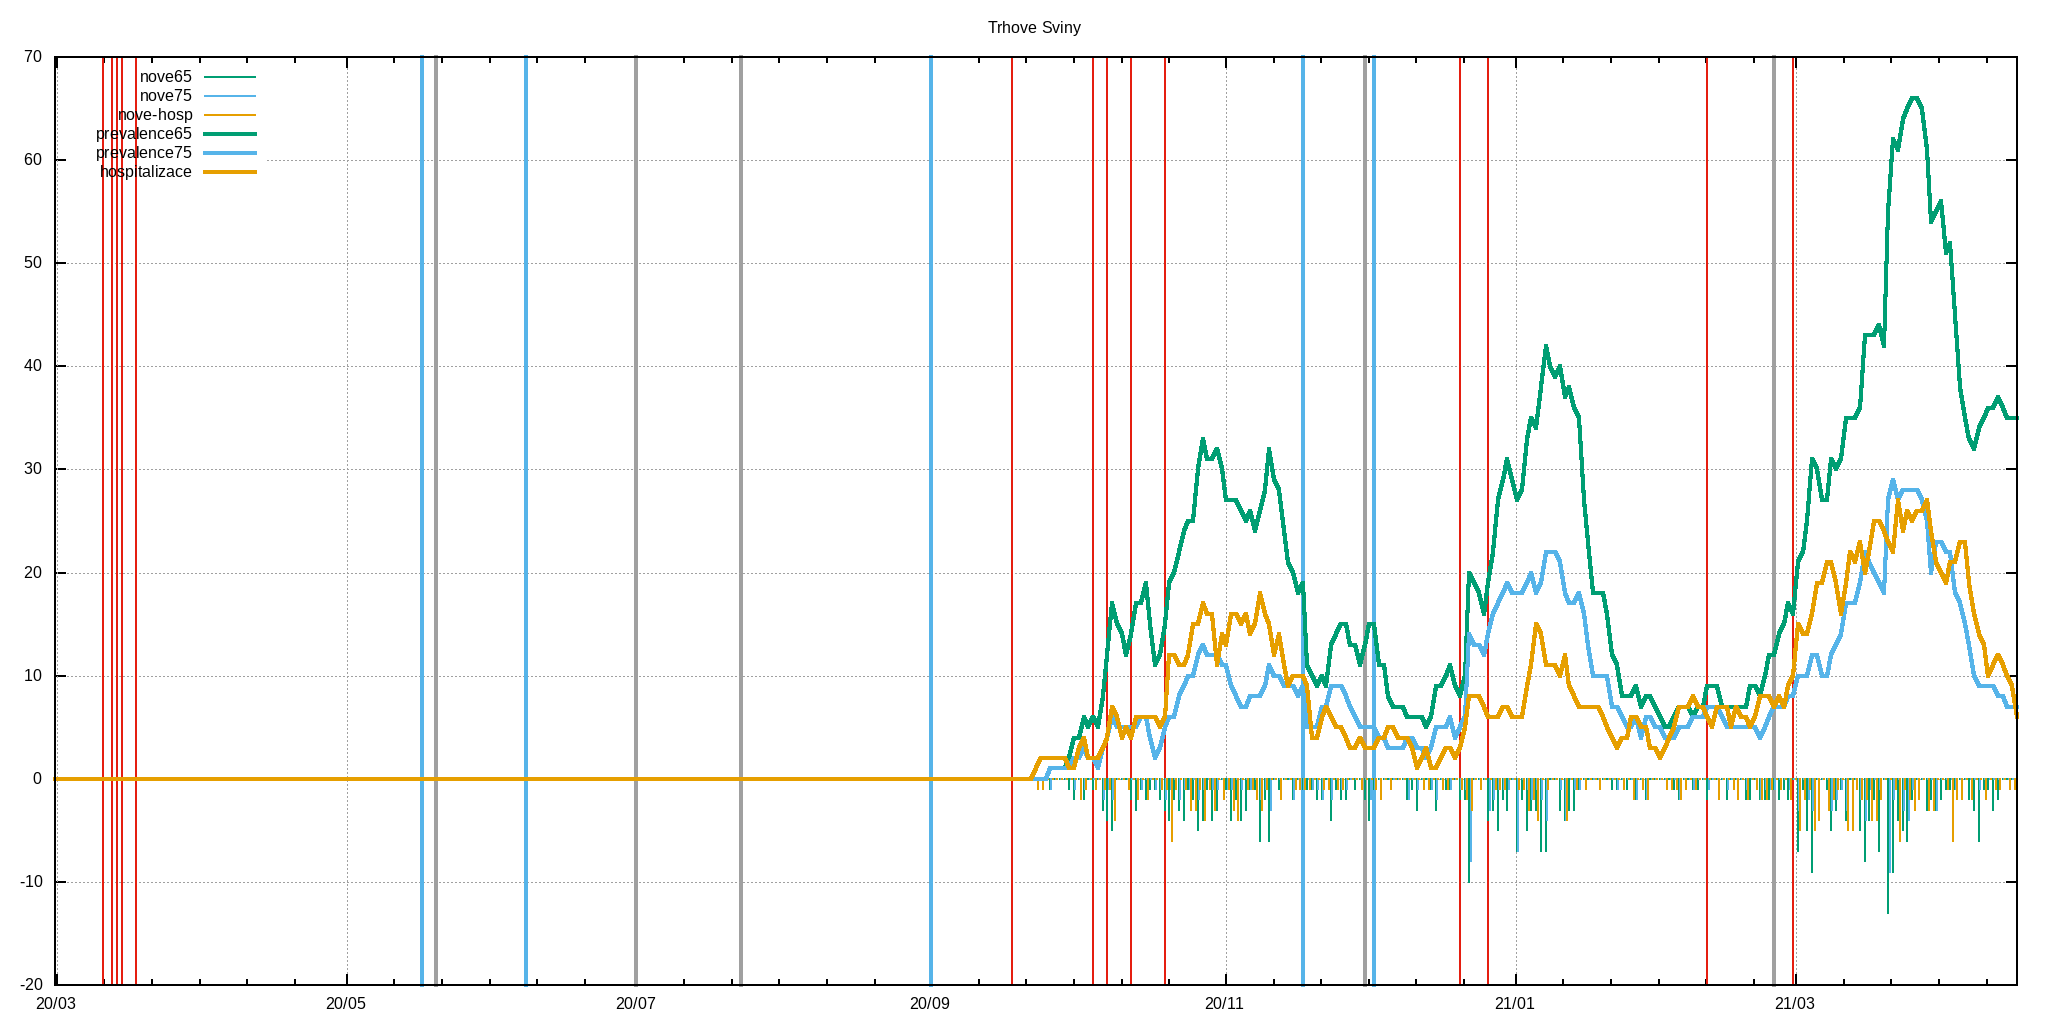 Trhove Sviny
70
60
50
40
30
20
10
0
-10
-20
nove65
nove75
nove-hosp
prevalence65
prevalence75
hospitalizace
20/03 20/05 20/07 20/09 20/11 21/01 21/03